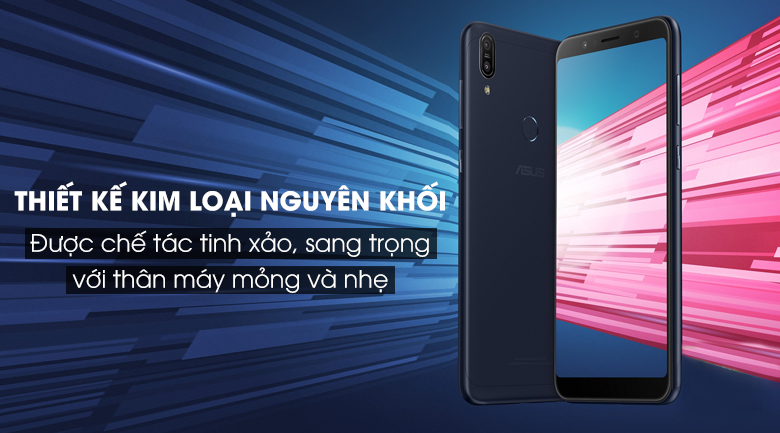 THIẾT KẾ KIM LOẠI NGUYÊN KHỐI
Được chế tác tinh xảo, sang trọng
với thân máy mỏng và nhẹ
ASUS